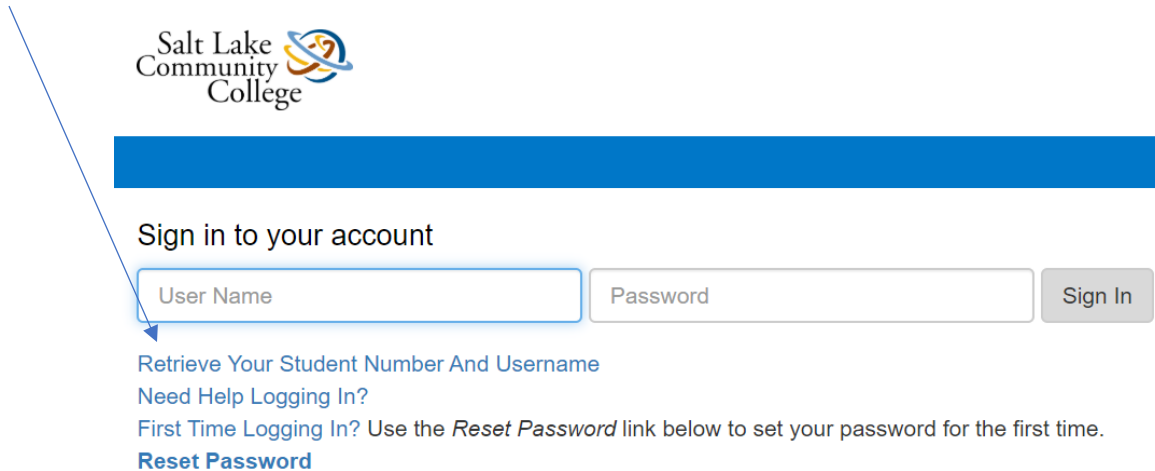 Salt Lake
Community
College
Sign in to your account
User Name Password Sign In
Retrieve Your Student Number And Username
Need Help Logging In?
First Time Logging In? Use the Reset Password link below to set your password for the first time.
Reset Password